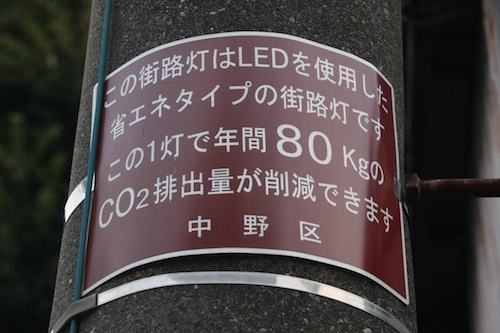 この街路灯はLEDを使用した
省エネタイプの街路灯です
この1灯で年間80Kgの
CO2排出量が削減できます
中野区